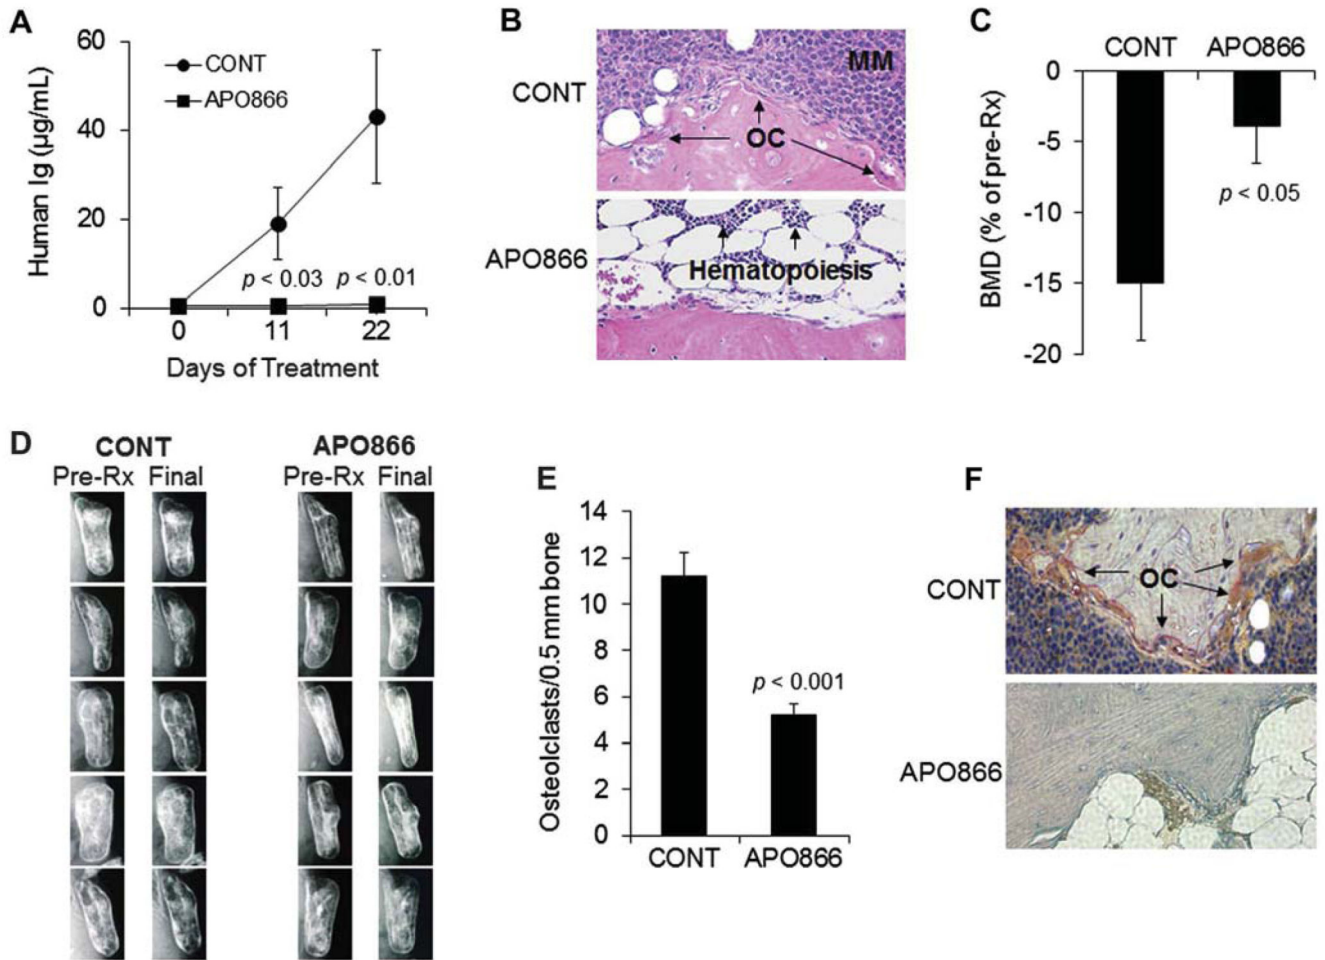 A
60
40
20
0
Human Ig (µg/mL)
CONT
APO866
p < 0.03
p < 0.01
0
11
22
Days of Treatment
B
CONT
MM
OC
APO866
Hematopoiesis
C
CONT
APO866
0
-5
-10
-15
-20
BMD (% of pre-Rx)
p < 0.05
D
CONT
APO866
Pre-Rx Final
Pre-Rx Final
E
14
12
10
8
6
4
2
0
Osteolclasts/0.5 mm bone
p < 0.001
CONT
APO866
F
CONT
OC
APO866